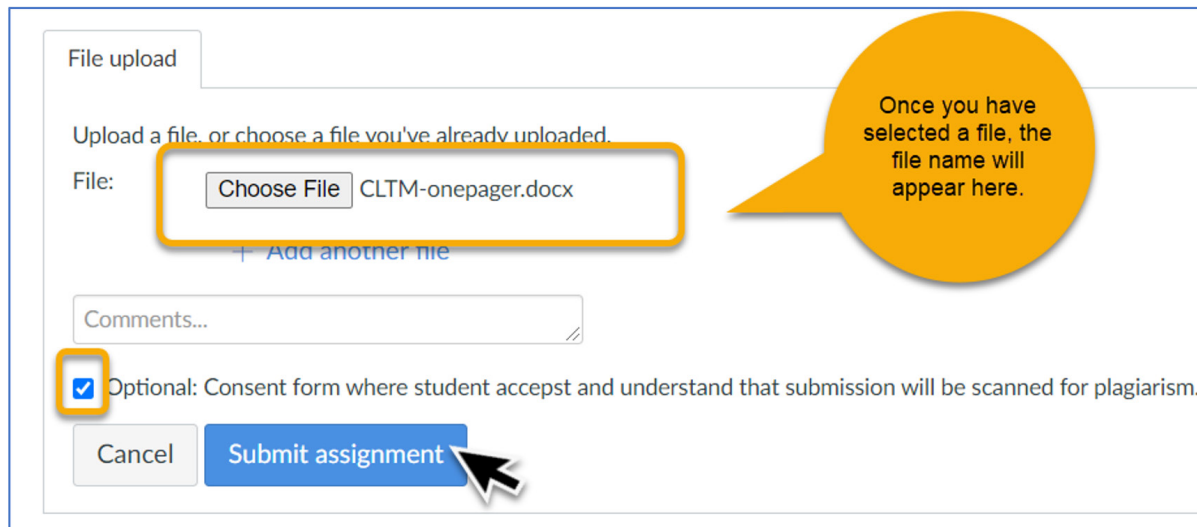 File upload
Once you have
selected a file, the
file name will
appear here.
Upload a file, or choose a file you've already uploaded.
File: Choose File CLTM-onepager.docx
+ Add another file
Comments...
Optional: Consent form where student accepst and understand that submission will be scanned for plagiarism.
Cancel Submit assignment